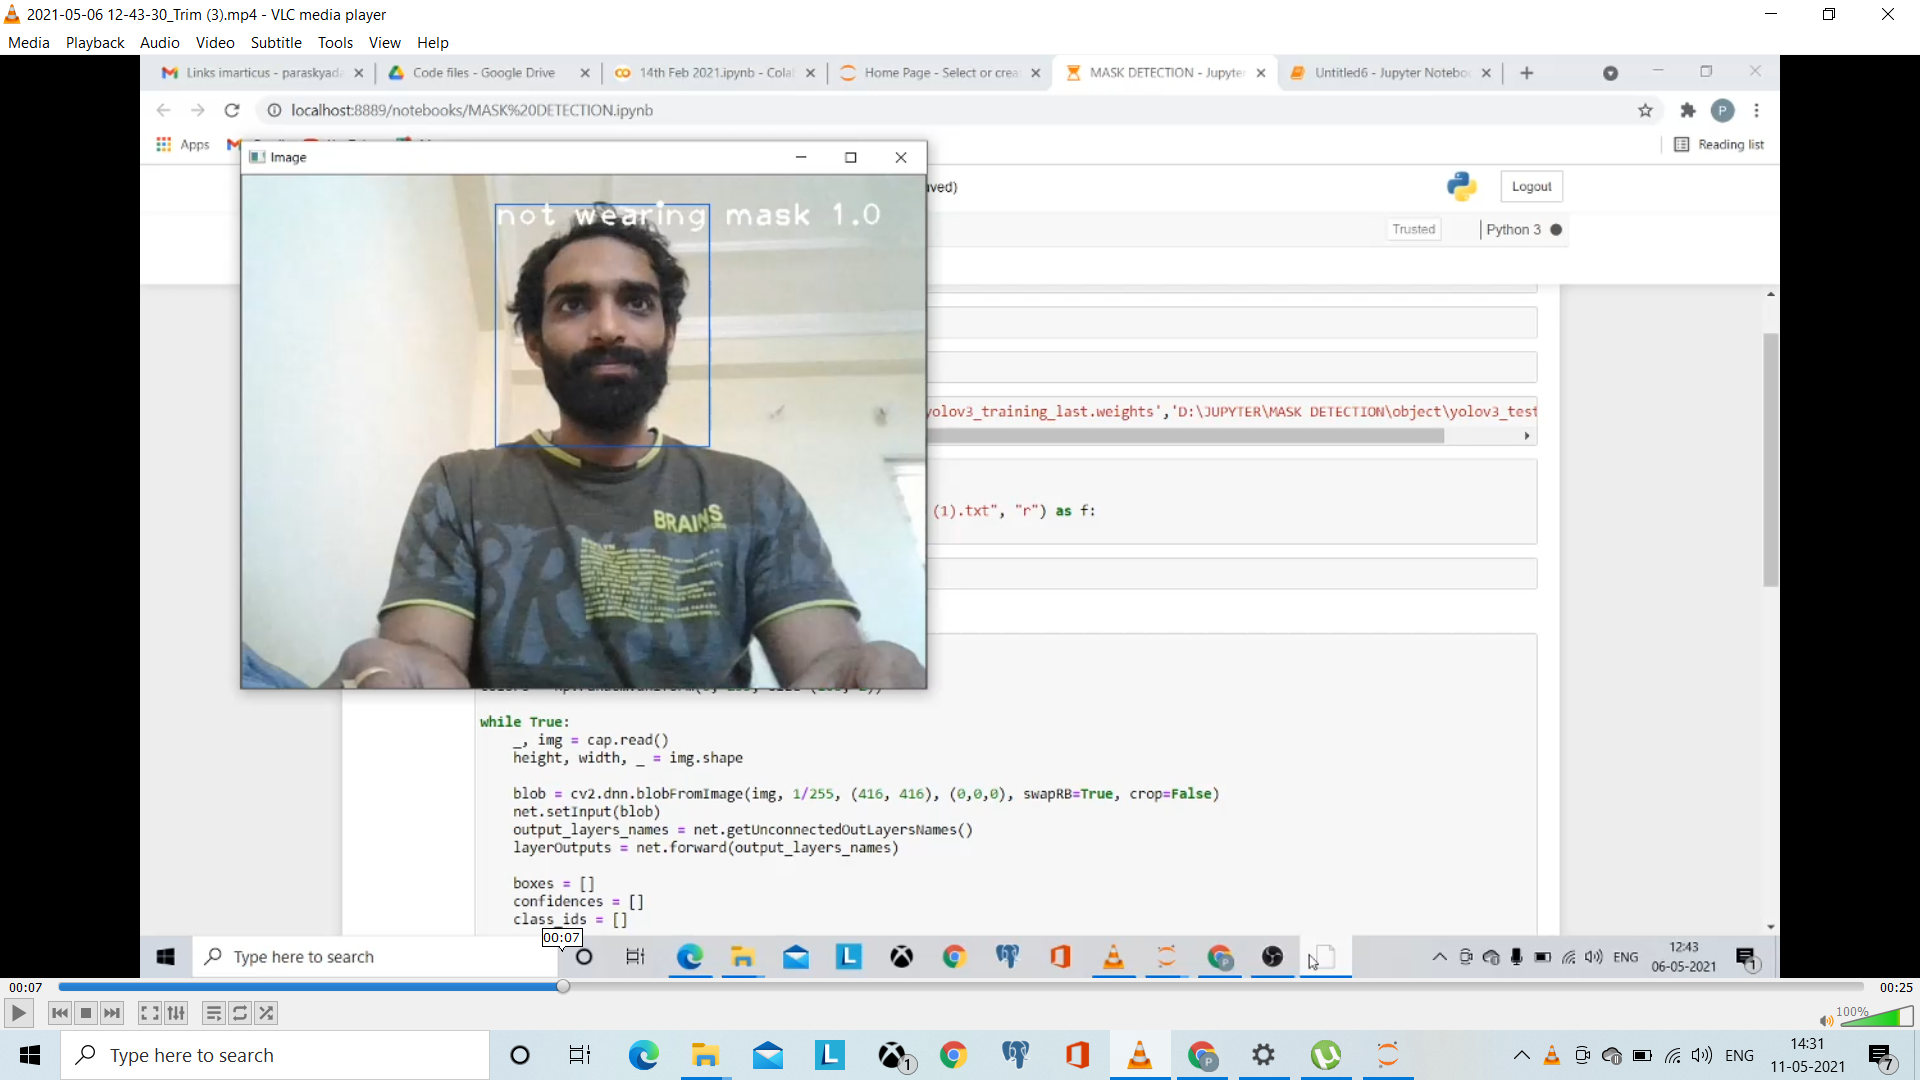 2021-05-06 12-43-30_Trim (3).mp4 - VLC media player
Media Playback Audio Video Subtitle Tools View Help
Links imarticus - paraskyada
Code files - Google Drive
14th Feb 2021.ipynb - Colab
Home Page - Select or crea
MASK DETECTION - Jupyter
Untitled6 - Jupyter Notebo
localhost:8889/notebooks/MASK%20DETECTION.ipynb
P
Apps
Reading list
Image
Logout
Trusted
Python 3
not wearing mask 1.0
yolov3_training_last.weights','D:\JUPYTER\MASK DETECTION\object\yolov3_test
(1).txt", "r") as f:
BRAINS
while True:
_, img = cap.read()
height, width, _ = img.shape
blob = cv2.dnn.blobFromImage(img, 1/255, (416, 416), (0,0,0), swapRB=True, crop=False)
net.setInput(blob)
output_layers_names = net.getUnconnectedOutLayersNames()
layerOutputs = net.forward(output_layers_names)
boxes = []
confidences = []
class_ids = []
00:07
Type here to search
L
ENG
12:43
06-05-2021
1
00:07
00:25
100%
Type here to search
L
1
P
ENG
14:31
11-05-2021
7